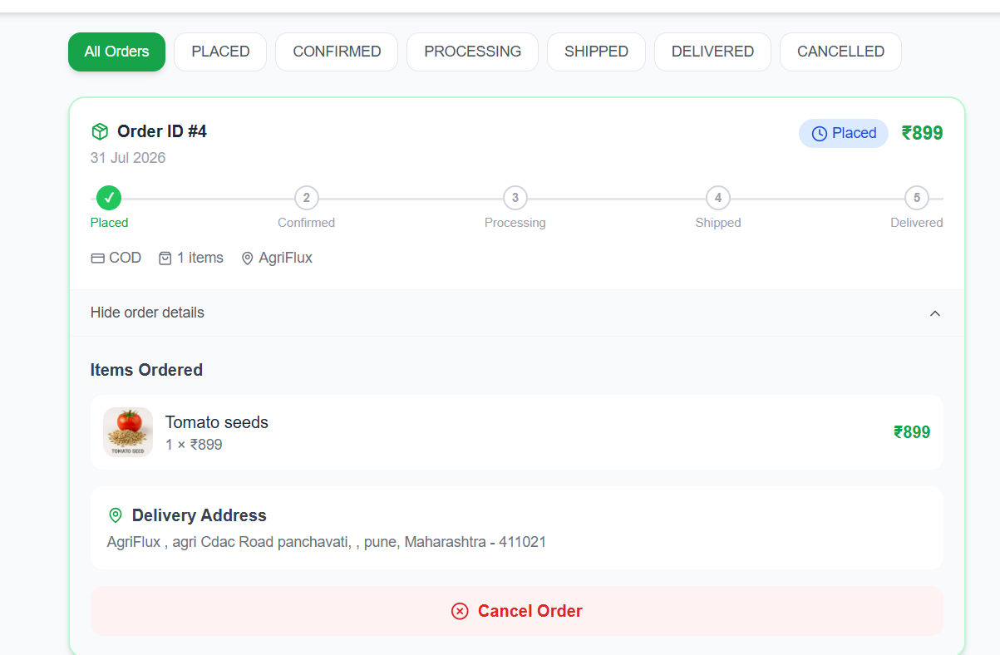 All Orders PLACED CONFIRMED PROCESSING SHIPPED DELIVERED CANCELLED
Order ID #4 Placed ₹899
31 Jul 2026
2 3 4 5
Placed Confirmed Processing Shipped Delivered
COD 1 items AgriFlux
Hide order details
Items Ordered
Tomato seeds
1 × ₹899
₹899
TOMATO SEED
Delivery Address
AgriFlux , agri Cdac Road panchavati, , pune, Maharashtra - 411021
Cancel Order